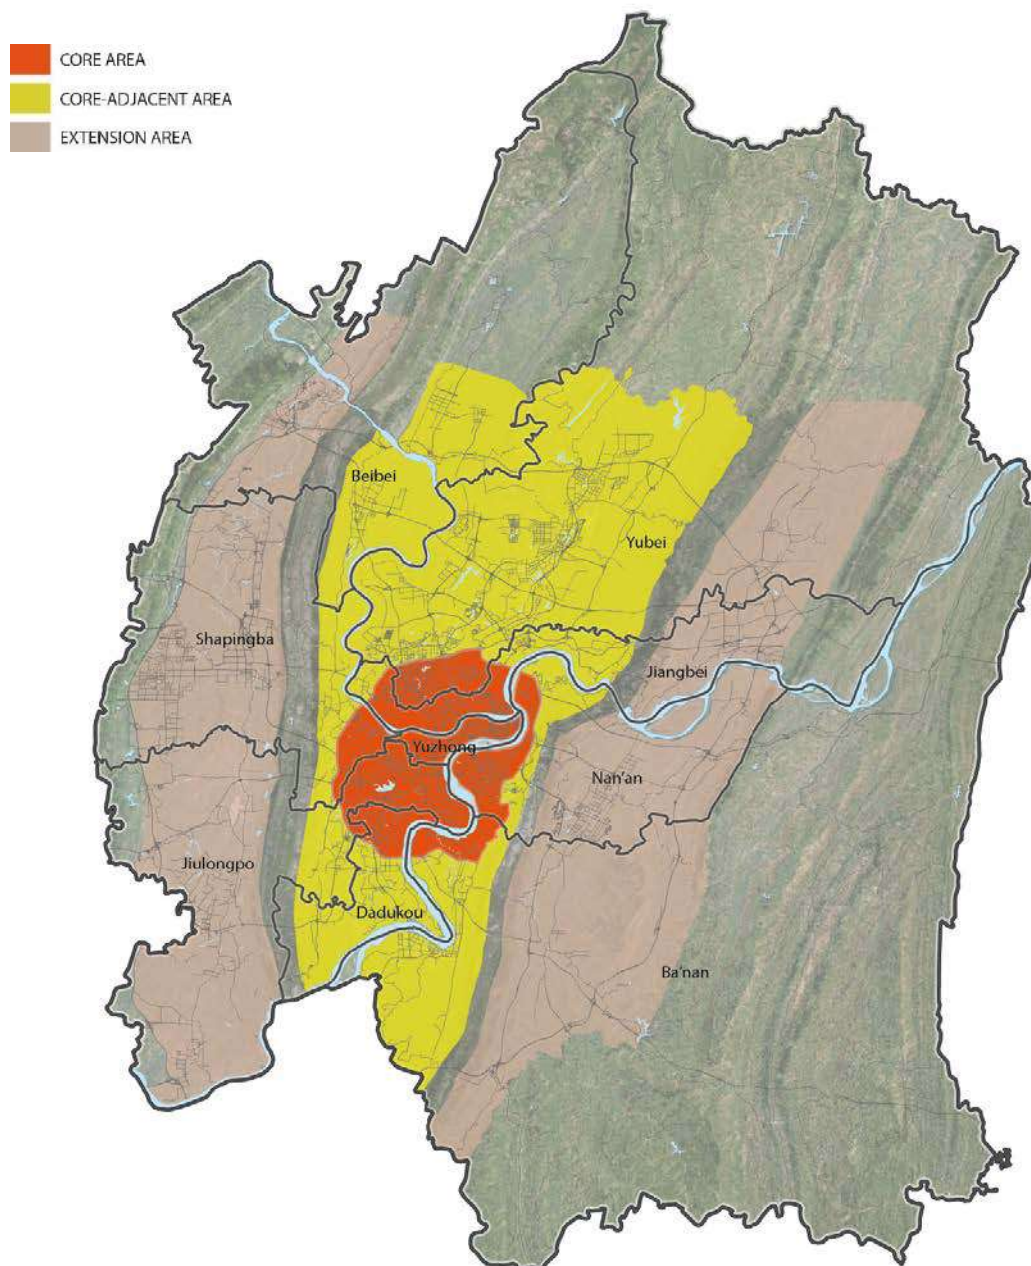 CORE AREA
CORE-ADJACENT AREA
EXTENSION AREA
Beibei
Yubei
Shapingba
Jiangbei
Yuzhong
Nan'an
Jiulongpo
Dadukou
Ba'nan